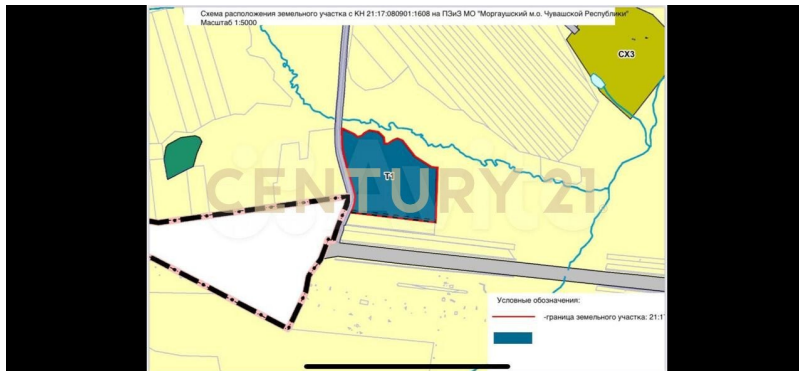 Схема расположения земельного участка с КН 21:17:080901:1608 на ПЗиЗ МО "Моргаушский м.о. Чувашской Республики"
Масштаб 1:5000
СХ3
Т1
CENTURY 21
Условные обозначения:
-граница земельного участка: 21:1